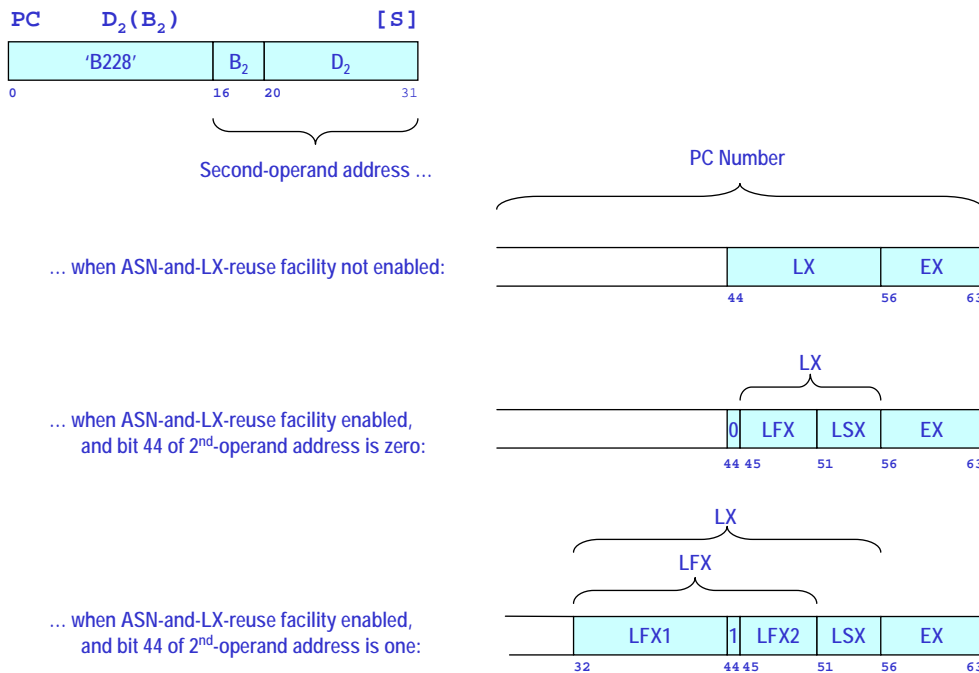 PC D2(B2) [S]
'B228' B2 D2
0 16 20 31
Second-operand address …
PC Number
… when ASN-and-LX-reuse facility not enabled:
LX EX
44 56 63
LX
… when ASN-and-LX-reuse facility enabled,
and bit 44 of 2nd-operand address is zero:
0 LFX LSX EX
44 45 51 56 63
LX
LFX
… when ASN-and-LX-reuse facility enabled,
and bit 44 of 2nd-operand address is one:
LFX1 1 LFX2 LSX EX
32 44 45 51 56 63